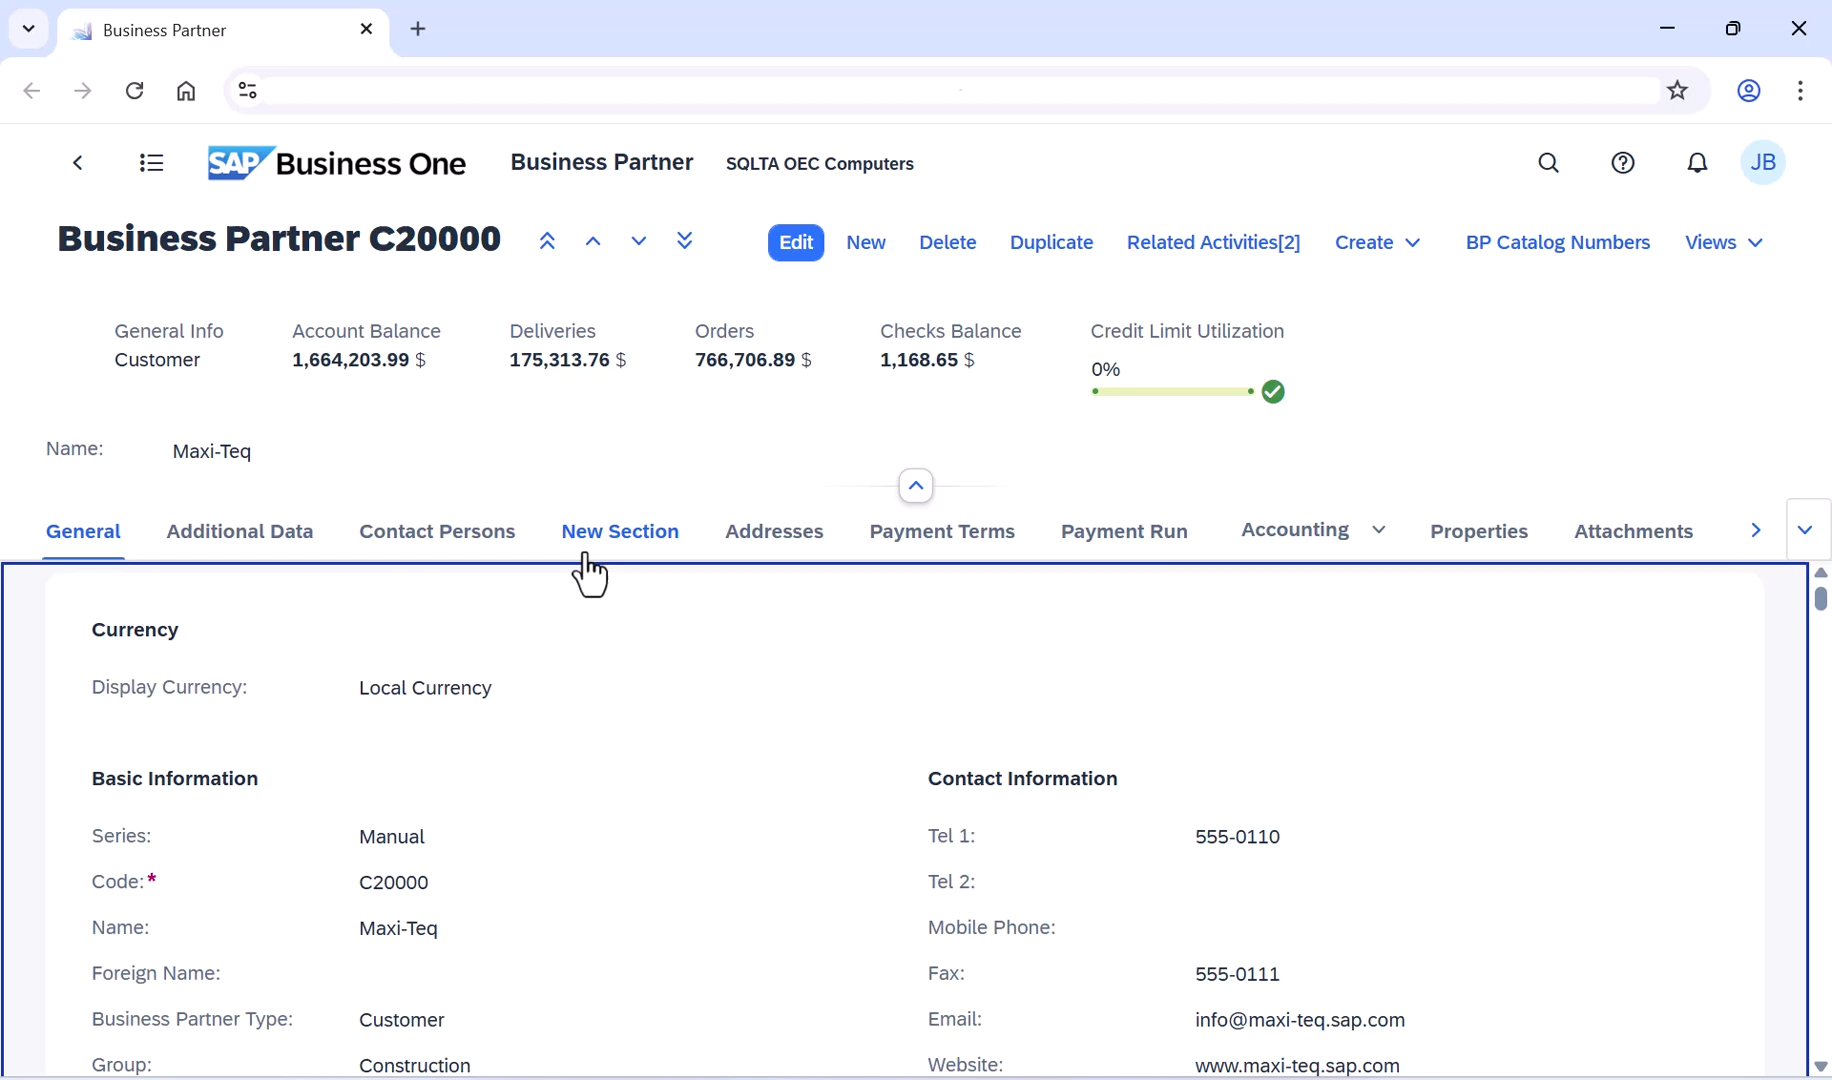 Business Partner
SAP Business One Business Partner SQLTA OEC Computers JB
Business Partner C20000 Edit New Delete Duplicate Related Activities[2] Create BP Catalog Numbers Views
General Info Account Balance Deliveries Orders Checks Balance Credit Limit Utilization
Customer 1,664,203.99 $ 175,313.76 $ 766,706.89 $ 1,168.65 $
0%
Name: Maxi-Teq
General Additional Data Contact Persons New Section Addresses Payment Terms Payment Run Accounting Properties Attachments
Currency
Display Currency: Local Currency
Basic Information Contact Information
Series: Manual Tel 1: 555-0110
Code:* C20000 Tel 2:
Name: Maxi-Teq Mobile Phone:
Foreign Name: Fax: 555-0111
Business Partner Type: Customer Email: info@maxi-teq.sap.com
Group: Construction Website: www.maxi-teq.sap.com